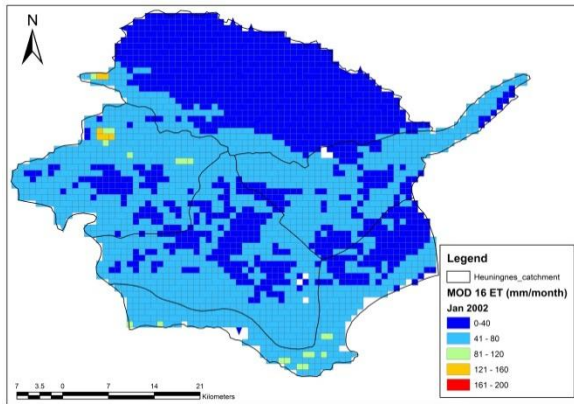 N
Legend
Heuningnes_catchment
MOD 16 ET (mm/month)
Jan 2002
0-40
41 - 80
81 - 120
121 - 160
161 - 200
7 3.5 0 7 14 21
Kilometers